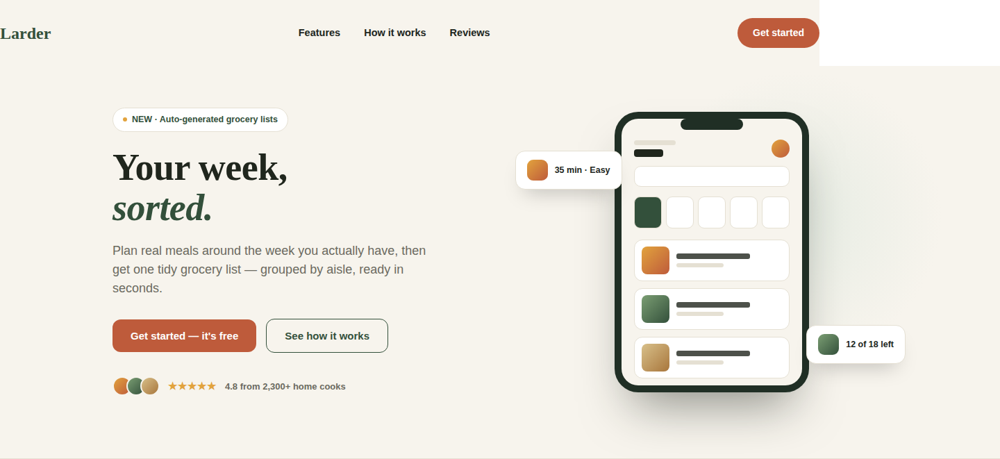 Larder
Features
How it works
Reviews
Get started
NEW · Auto-generated grocery lists
Your week,
sorted.
Plan real meals around the week you actually have, then
get one tidy grocery list — grouped by aisle, ready in
seconds.
Get started — it's free
See how it works
★★★★★ 4.8 from 2,300+ home cooks
35 min · Easy
12 of 18 left